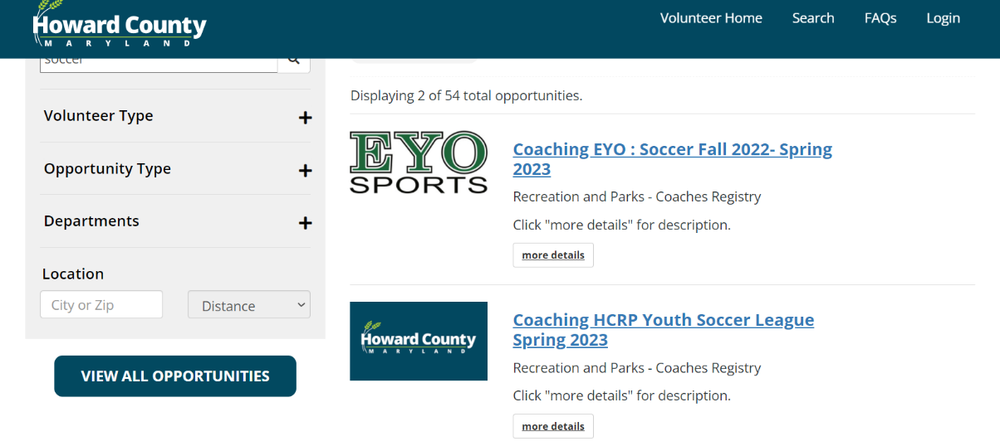 Howard County
MARYLAND
Volunteer Home
Search
FAQs
Login
soccer
Volunteer Type
Opportunity Type
Departments
Location
City or Zip
Distance
VIEW ALL OPPORTUNITIES
Displaying 2 of 54 total opportunities.
EYO
SPORTS
Coaching EYO : Soccer Fall 2022- Spring
2023
Recreation and Parks - Coaches Registry
Click "more details" for description.
more details
Howard County
MARYLAND
Coaching HCRP Youth Soccer League
Spring 2023
Recreation and Parks - Coaches Registry
Click "more details" for description.
more details